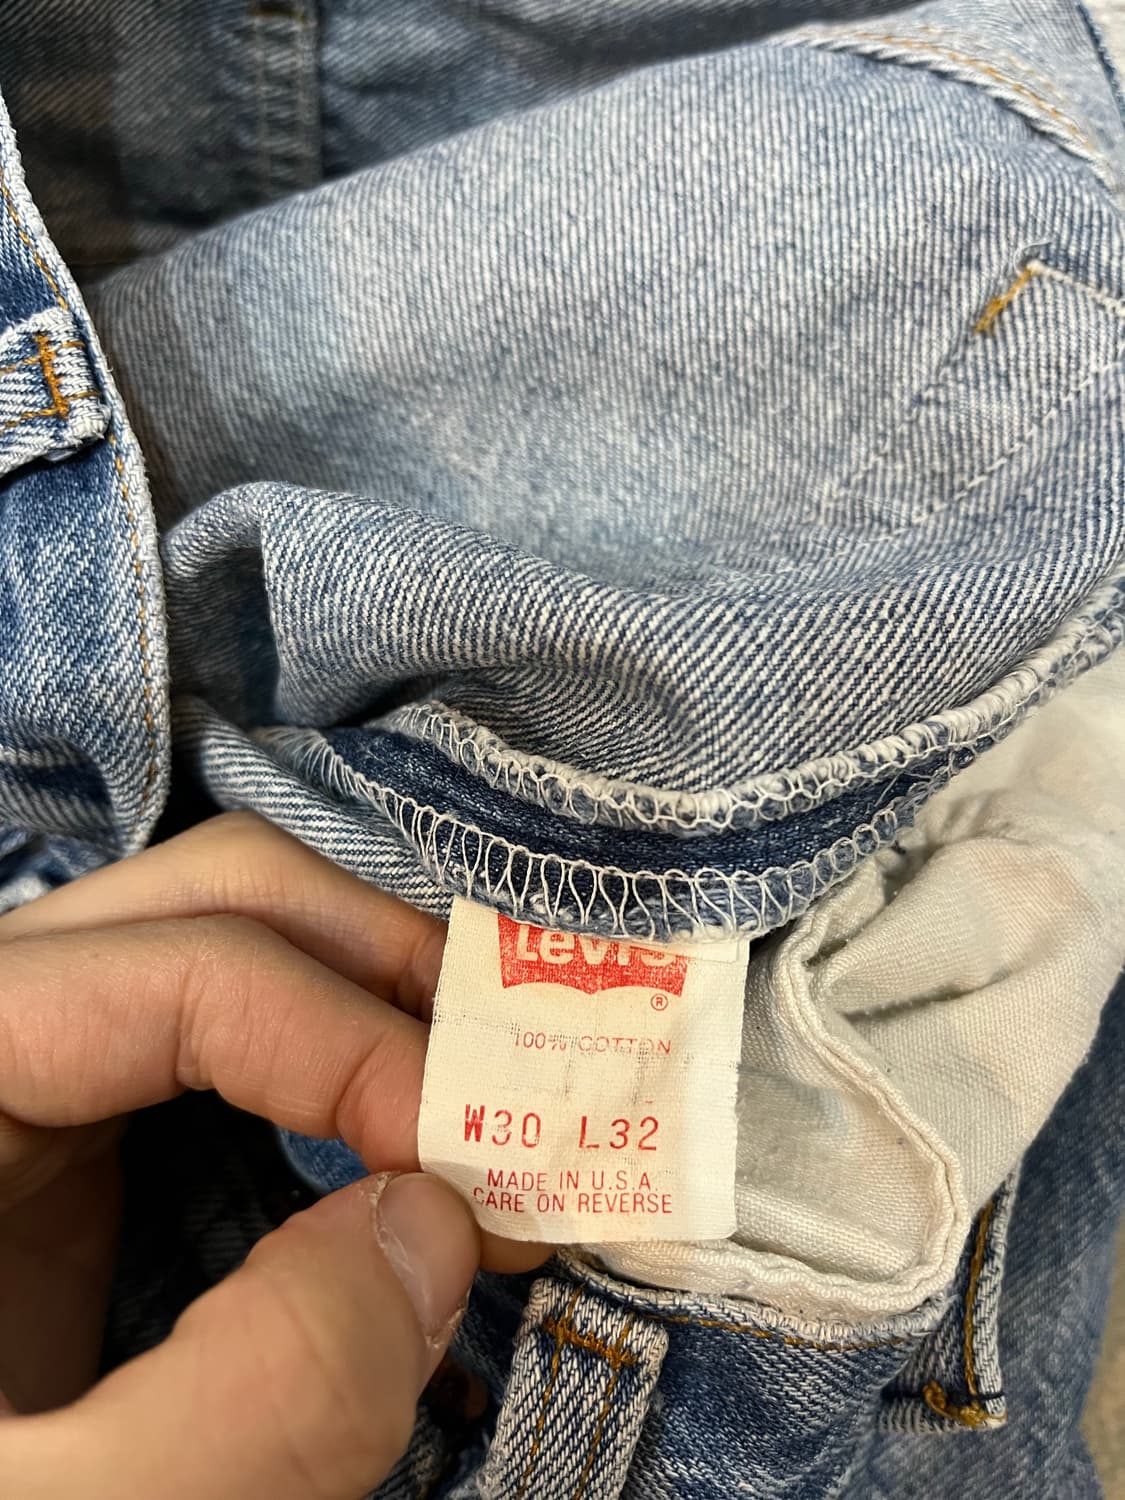 Levi's
®
100% COTTON
W30 L32
MADE IN U.S.A.
CARE ON REVERSE